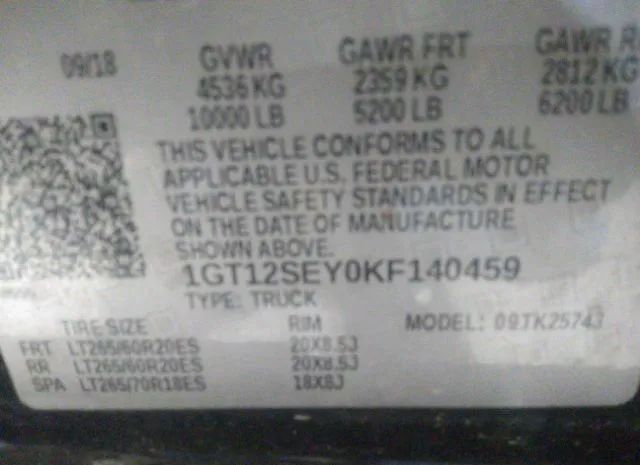 09/18 GVWR GAWR FRT GAWR R
4536 KG 2359 KG 2812 KG
10000 LB 5200 LB 6200 LB
THIS VEHICLE CONFORMS TO ALL
APPLICABLE U.S. FEDERAL MOTOR
VEHICLE SAFETY STANDARDS IN EFFECT
ON THE DATE OF MANUFACTURE
SHOWN ABOVE.
1GT12SEY0KF140459
TYPE: TRUCK
TIRE SIZE RIM MODEL: 09TK25743
FRT LT265/60R20ES 20X8.5J
RR LT265/60R20ES 20X8.5J
SPA LT265/70R18ES 18X8J